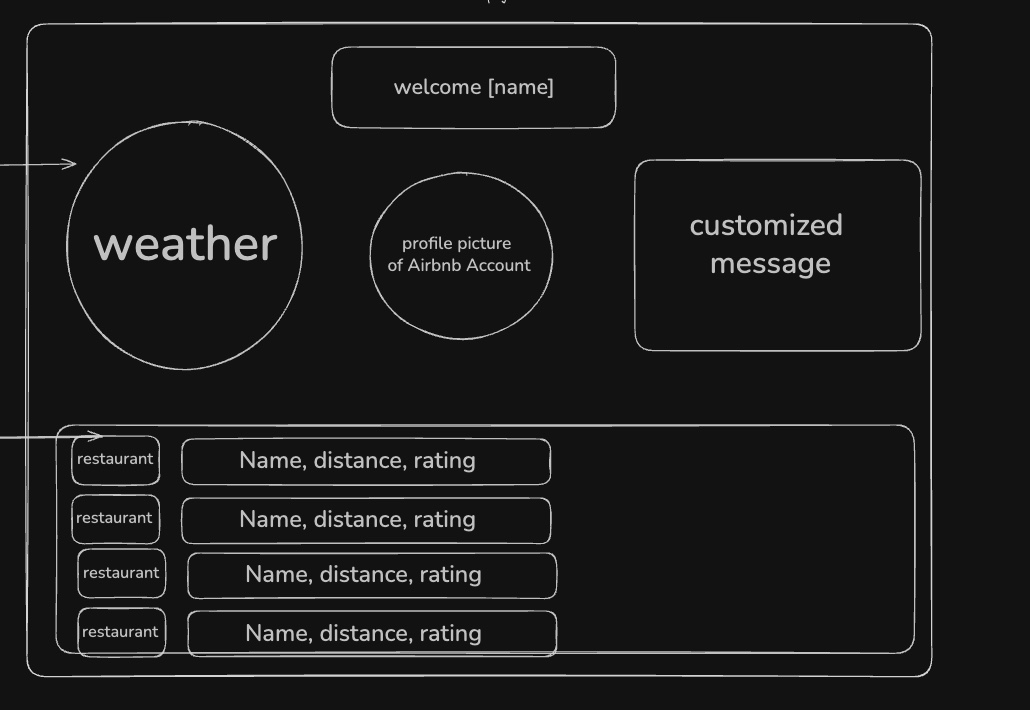 welcome [name]
weather
profile picture
of Airbnb Account
customized
message
restaurant
Name, distance, rating
restaurant
Name, distance, rating
restaurant
Name, distance, rating
restaurant
Name, distance, rating